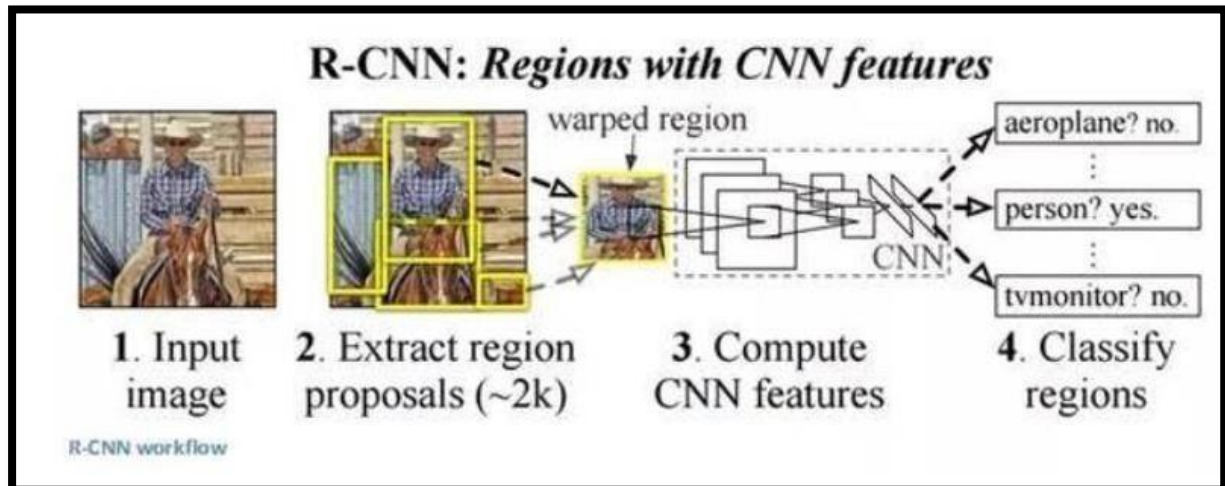 R-CNN: Regions with CNN features
warped region
aeroplane? no.
⋮
person? yes.
⋮
tvmonitor? no.
CNN
1. Input
image
2. Extract region
proposals (~2k)
3. Compute
CNN features
4. Classify
regions
R-CNN workflow